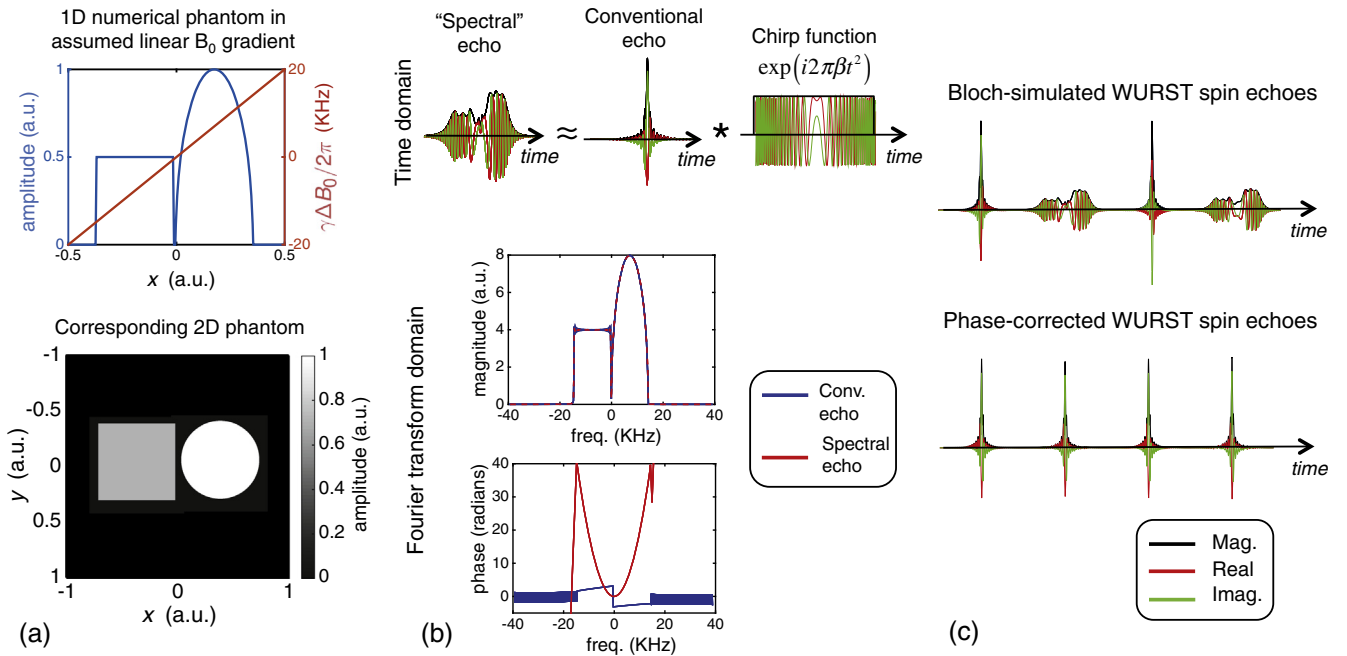 1D numerical phantom in
assumed linear B₀ gradient
amplitude (a.u.)
1
0.5
0
-0.5
0
0.5
x (a.u.)
20
0
-20
γΔB₀/2π (KHz)
Corresponding 2D phantom
-1
-0.5
0
0.5
1
y (a.u.)
-1
0
1
x (a.u.)
1
0.8
0.6
0.4
0.2
0
amplitude (a.u.)
(a)
Time domain
“Spectral”
echo
Conventional
echo
Chirp function
exp(i2πβt²)
time
≈
time
*
time
Fourier transform domain
magnitude (a.u.)
8
6
4
2
0
-40
-20
0
20
40
freq. (KHz)
phase (radians)
40
30
20
10
0
-40
-20
0
20
40
freq. (KHz)
Conv.
echo
Spectral
echo
(b)
Bloch-simulated WURST spin echoes
time
Phase-corrected WURST spin echoes
time
Mag.
Real
Imag.
(c)